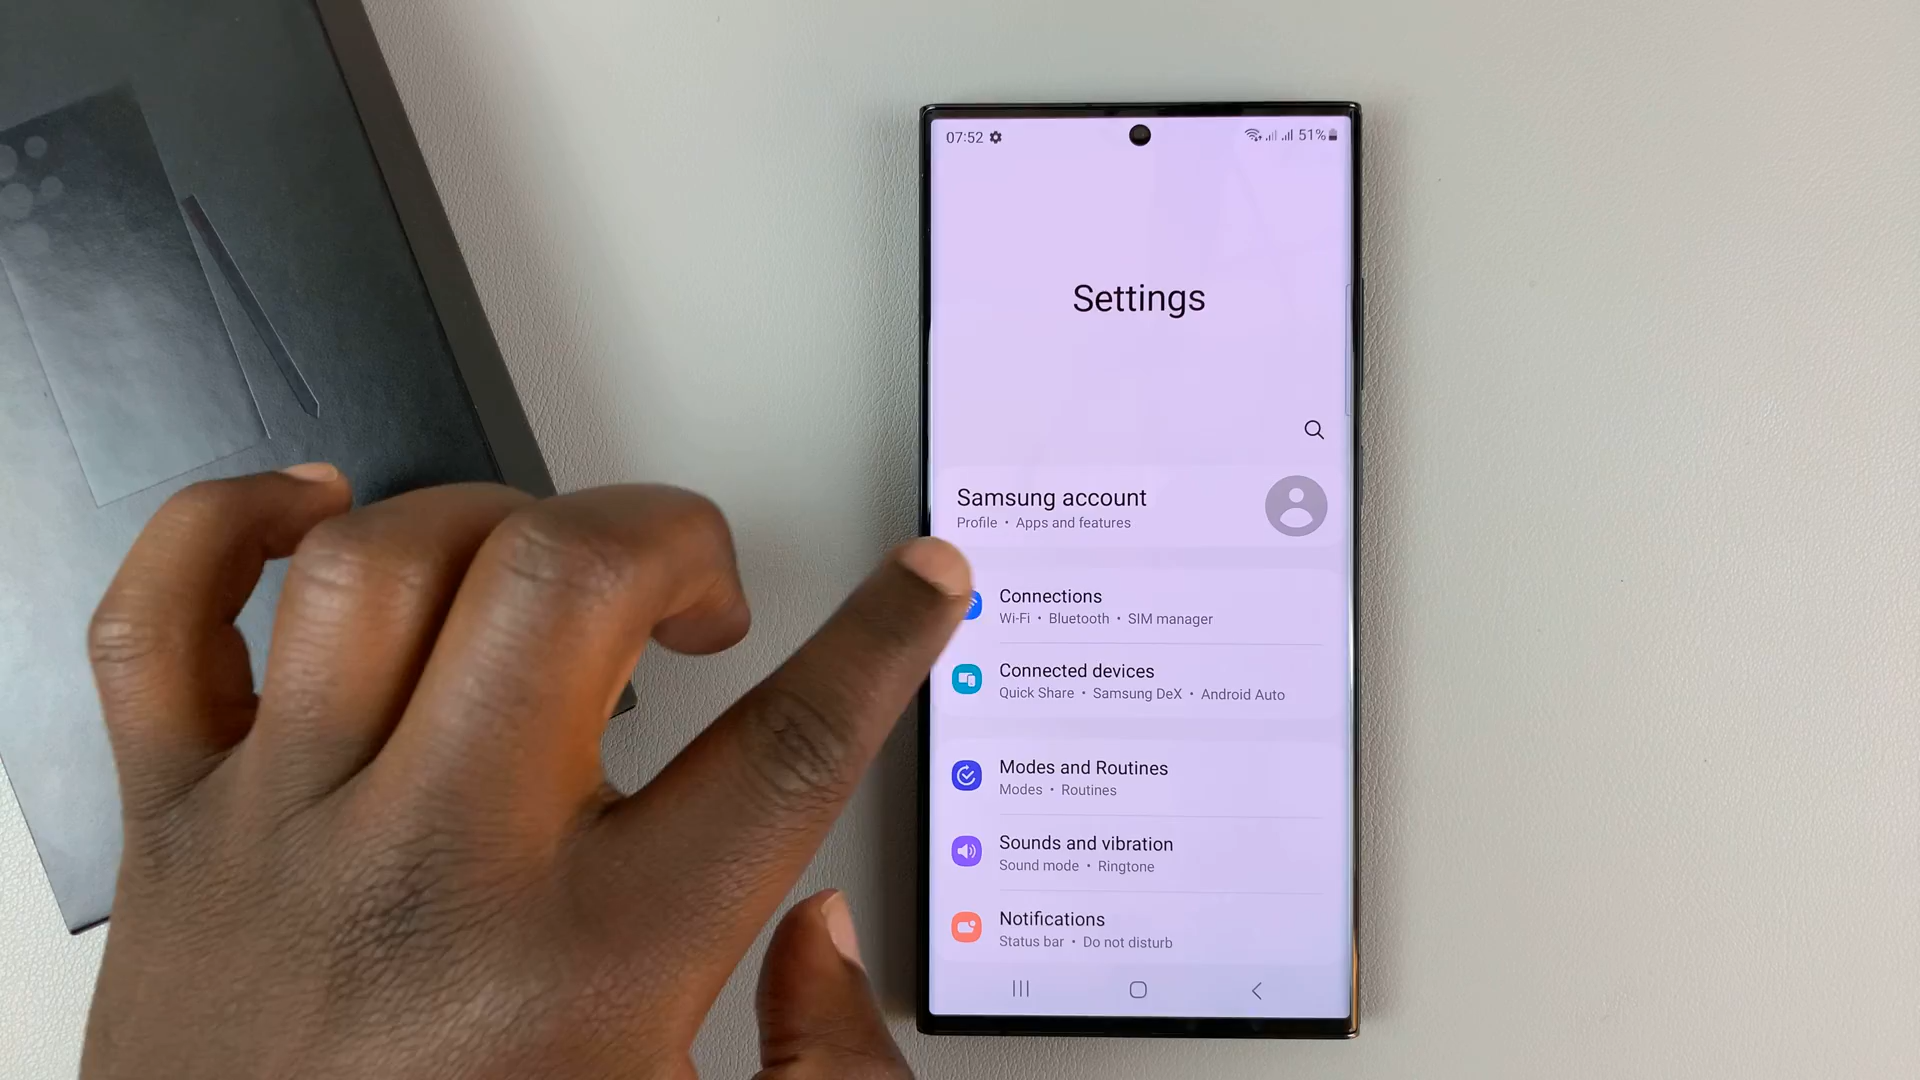 07:52
51%
Settings
Samsung account
Profile • Apps and features
Connections
Wi-Fi • Bluetooth • SIM manager
Connected devices
Quick Share • Samsung DeX • Android Auto
Modes and Routines
Modes • Routines
Sounds and vibration
Sound mode • Ringtone
Notifications
Status bar • Do not disturb